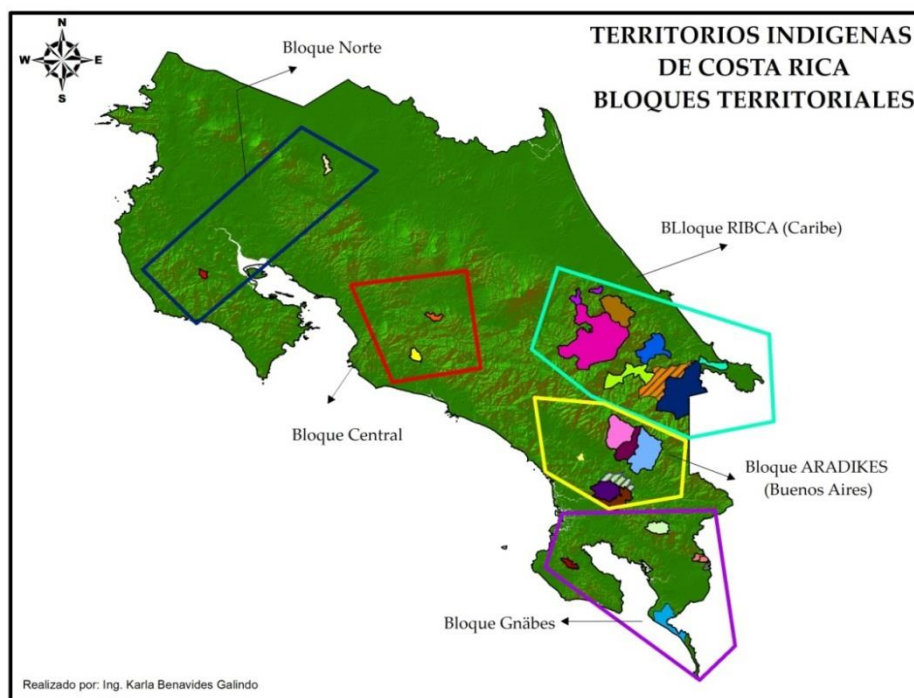 TERRITORIOS INDIGENAS
DE COSTA RICA
BLOQUES TERRITORIALES
N
W E
S
Bloque Norte
BLloque RIBCA (Caribe)
Bloque Central
Bloque ARADIKES
(Buenos Aires)
Bloque Gnäbes
Realizado por: Ing. Karla Benavides Galindo